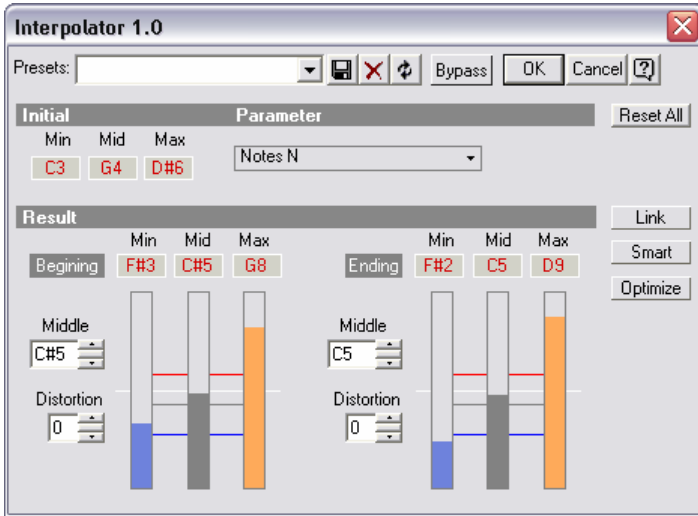 Interpolator 1.0
Presets: Bypass OK Cancel ?
Initial Parameter Reset All
Min Mid Max
C3 G4 D#6 Notes N
Result Link
Min Mid Max Min Mid Max Smart
Begining F#3 C#5 G8 Ending F#2 C5 D9
Optimize
Middle Middle
C#5 C5
Distortion Distortion
0 0